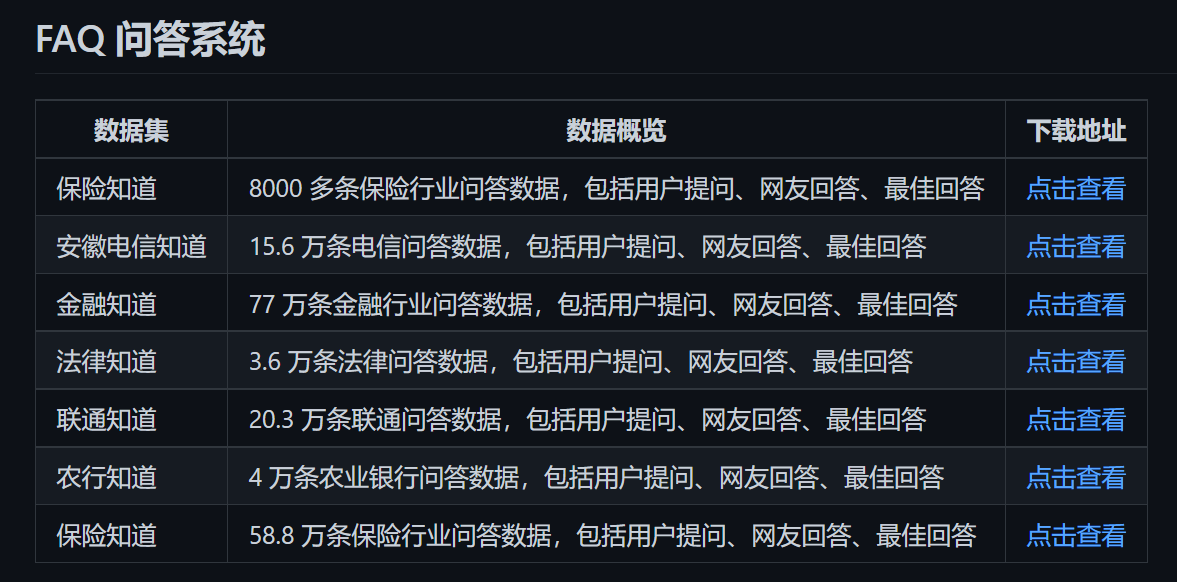 FAQ 问答系统
数据集 数据概览 下载地址
保险知道 8000 多条保险行业问答数据，包括用户提问、网友回答、最佳回答 点击查看
安徽电信知道 15.6 万条电信问答数据，包括用户提问、网友回答、最佳回答 点击查看
金融知道 77 万条金融行业问答数据，包括用户提问、网友回答、最佳回答 点击查看
法律知道 3.6 万条法律问答数据，包括用户提问、网友回答、最佳回答 点击查看
联通知道 20.3 万条联通问答数据，包括用户提问、网友回答、最佳回答 点击查看
农行知道 4 万条农业银行问答数据，包括用户提问、网友回答、最佳回答 点击查看
保险知道 58.8 万条保险行业问答数据，包括用户提问、网友回答、最佳回答 点击查看